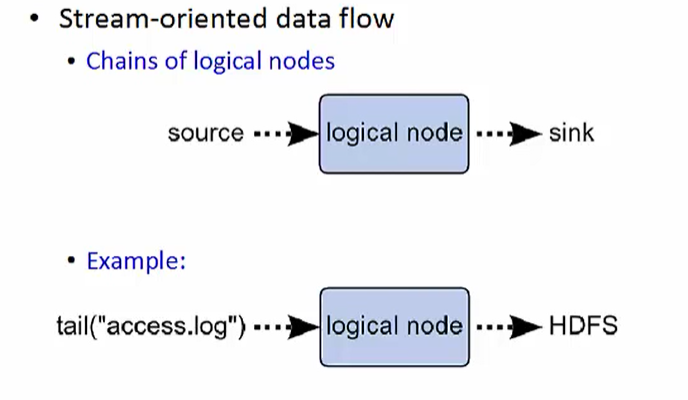 • Stream-oriented data flow
• Chains of logical nodes
source logical node sink
• Example:
tail("access.log") logical node HDFS